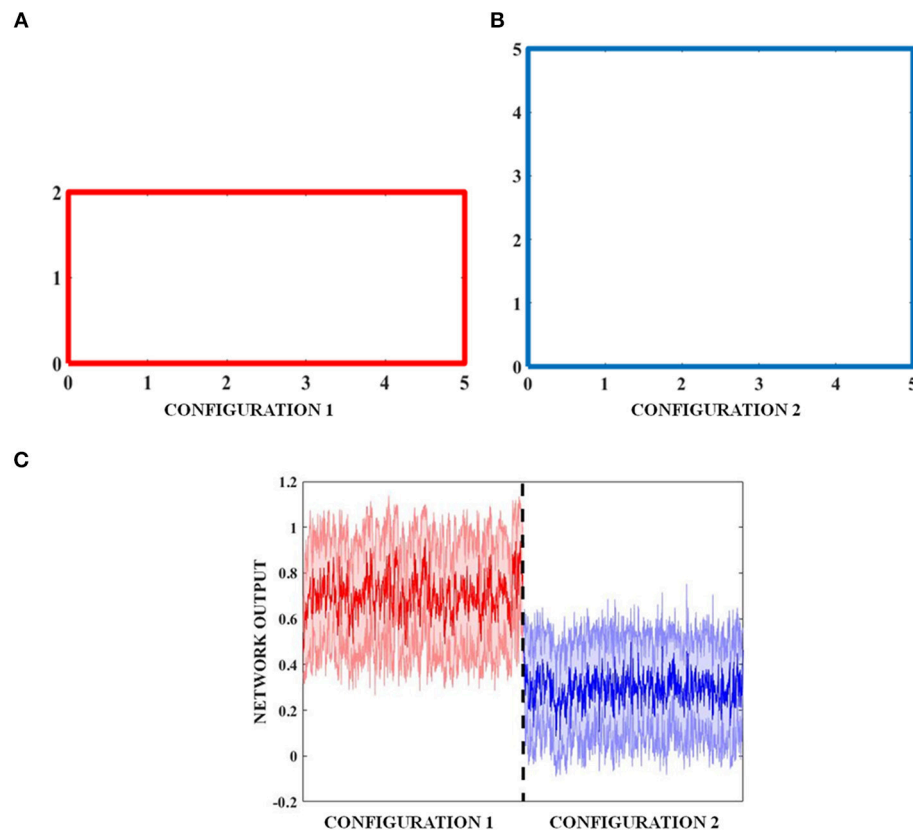 A
B
2
1
0
0 1 2 3 4 5
CONFIGURATION 1
5
4
3
2
1
0
0 1 2 3 4 5
CONFIGURATION 2
C
NETWORK OUTPUT
1.2
1
0.8
0.6
0.4
0.2
0
-0.2
CONFIGURATION 1 CONFIGURATION 2